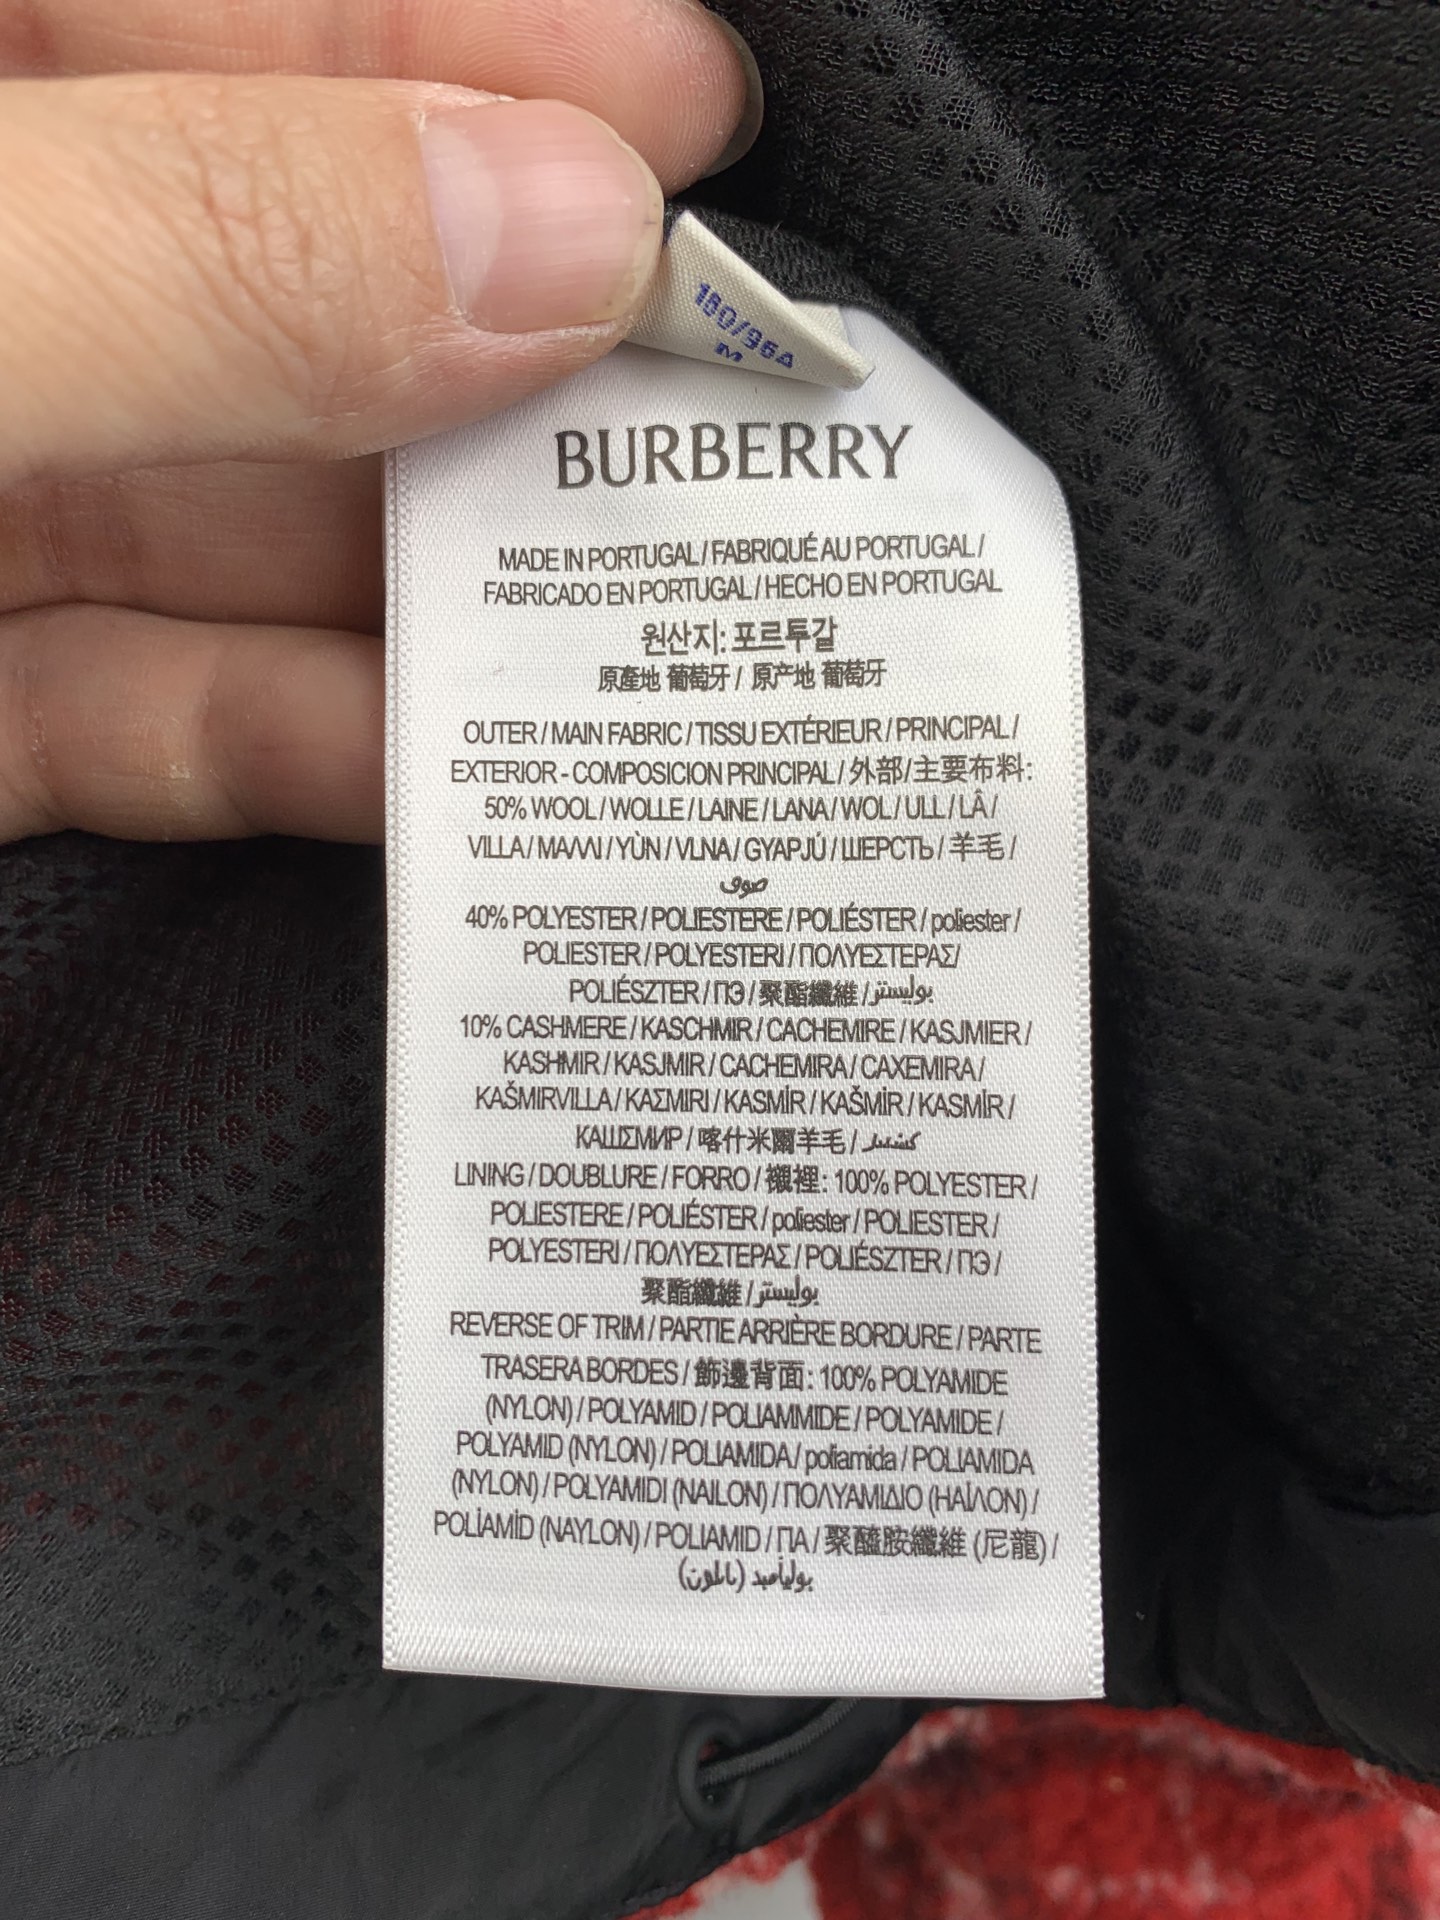 180/96A
M
BURBERRY
MADE IN PORTUGAL / FABRIQUÉ AU PORTUGAL /
FABRICADO EN PORTUGAL / HECHO EN PORTUGAL
원산지: 포르투갈
原產地 葡萄牙 / 原产地 葡萄牙
OUTER / MAIN FABRIC / TISSU EXTÉRIEUR / PRINCIPAL /
EXTERIOR - COMPOSICION PRINCIPAL / 外部/主要布料:
50% WOOL / WOLLE / LAINE / LANA / WOL / ULL / LÂ /
VILLA / ΜΑΛΛΙ / YÙN / VLNA / GYAPJÚ / ШЕРСТЬ / 羊毛 /
صوف
40% POLYESTER / POLIESTERE / POLIÉSTER / poliester /
POLIESTER / POLYESTERI / ΠΟΛΥΕΣΤΕΡΑΣ/
POLIÉSZTER / ПЭ / 聚酯纖維 / بوليستر
10% CASHMERE / KASCHMIR / CACHEMIRE / KASJMIER /
KASHMIR / KASJMIR / CACHEMIRA / CAXEMIRA /
KAŠMIRVILLA / ΚΑΣΜΙRI / KASMİR / KAŠMÍR / KASMÍR /
КАШΣМИР / 喀什米爾羊毛 / كشمير
LINING / DOUBLURE / FORRO / 襯裡: 100% POLYESTER /
POLIESTERE / POLIÉSTER / poliester / POLIESTER /
POLYESTERI / ΠΟΛΥΕΣΤΕΡΑΣ / POLIÉSZTER / ПЭ /
聚酯纖維 / بوليستر
REVERSE OF TRIM / PARTIE ARRIÈRE BORDURE / PARTE
TRASERA BORDES / 飾邊背面: 100% POLYAMIDE
(NYLON) / POLYAMID / POLIAMMIDE / POLYAMIDE /
POLYAMID (NYLON) / POLIAMIDA / poliamida / POLIAMIDA
(NYLON) / POLYAMIDI (NAILON) / ΠΟΛΥΑΜΙΔΙΟ (ΝΑΪΛΟΝ) /
POLİAMİD (NAYLON) / POLIAMID / ПА / 聚醯胺纖維 (尼龍) /
بوليأميد (نايلون)